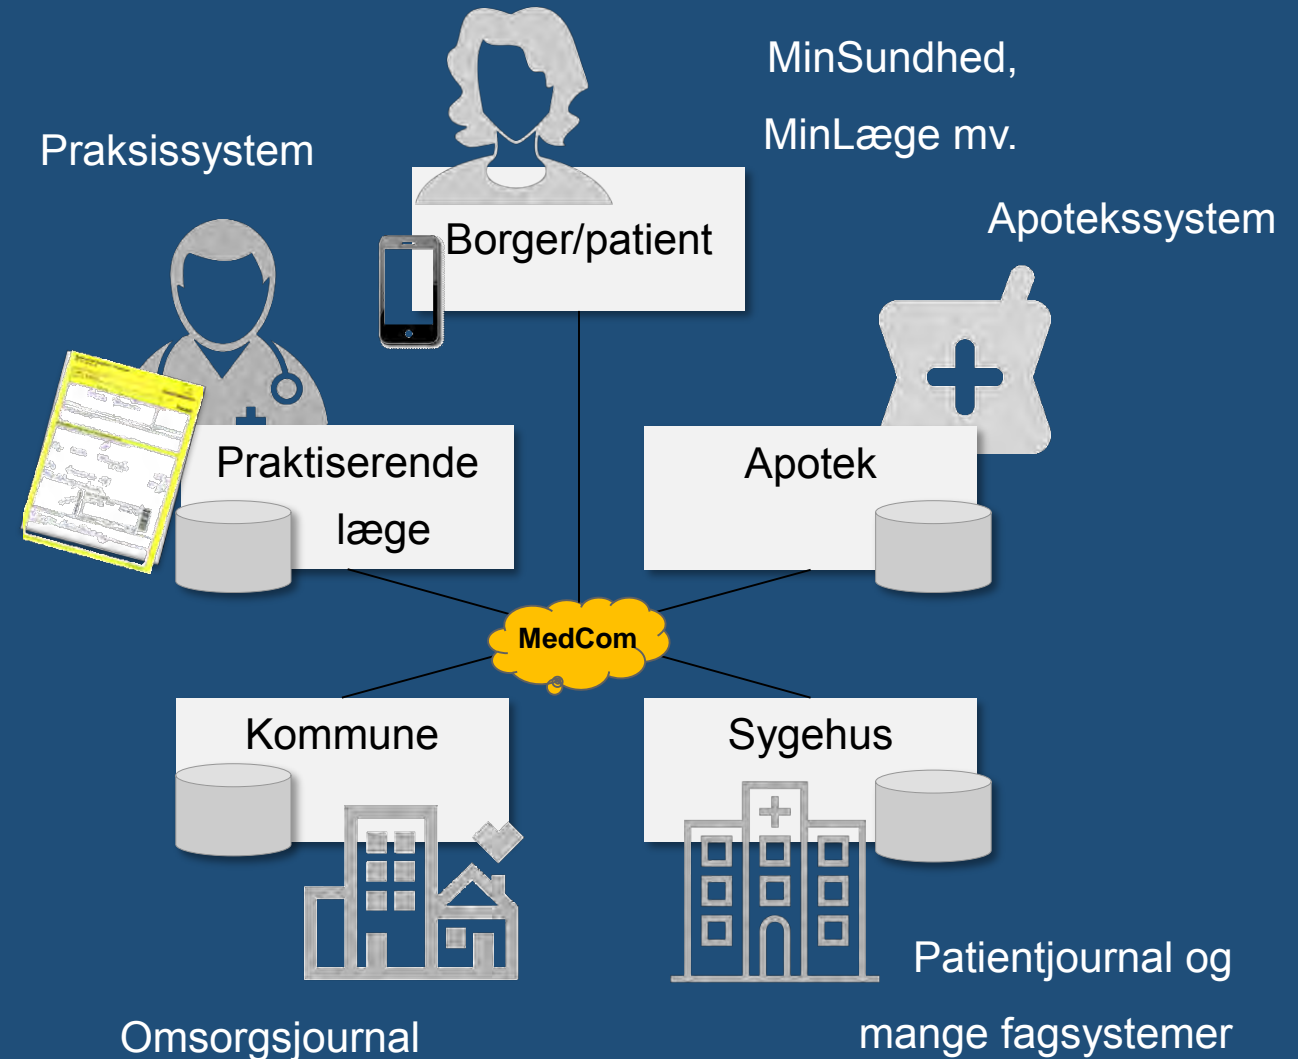 MinSundhed,
MinLæge mv.
Praksissystem
Apotekssystem
Borger/patient
Praktiserende
læge
Apotek
MedCom
Kommune
Sygehus
Patientjournal og
mange fagsystemer
Omsorgsjournal